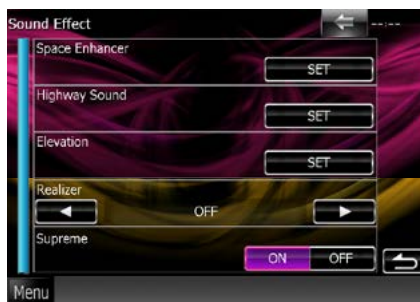 Sound Effect --:--
Space Enhancer
SET
Highway Sound
SET
Elevation
SET
Realizer
OFF
Supreme
ON OFF
Menu